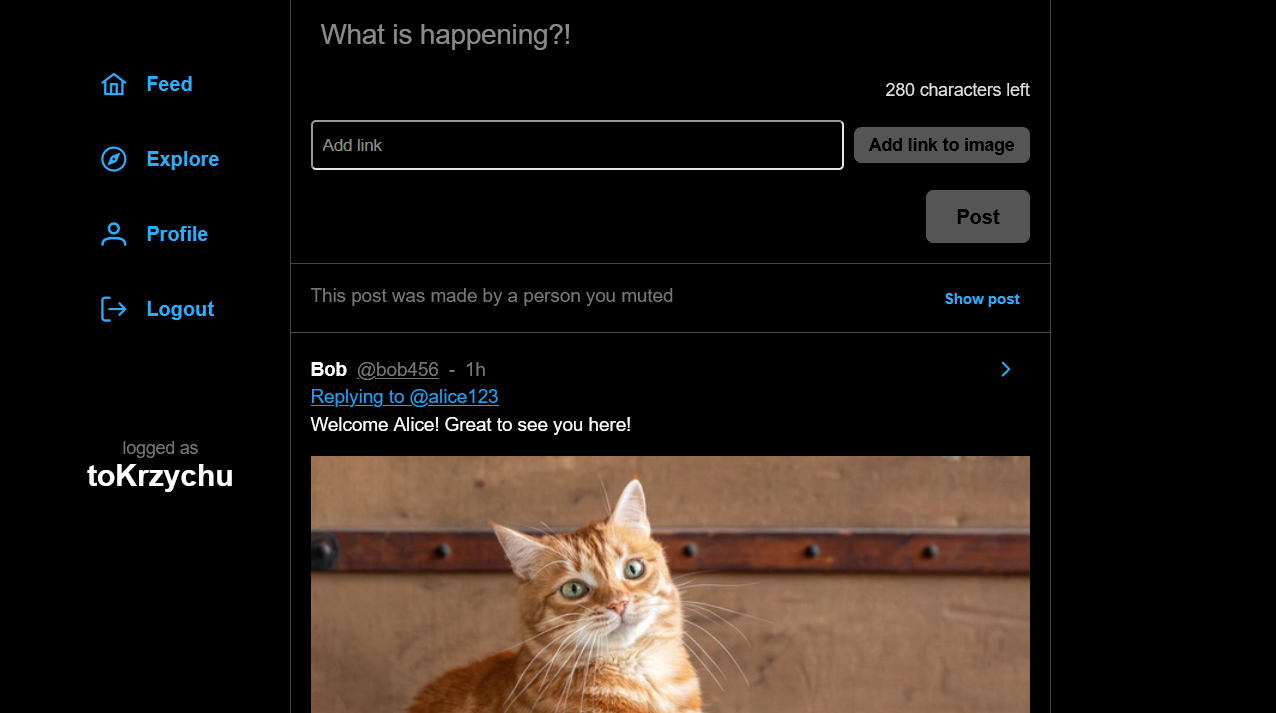 Feed
Explore
Profile
Logout
logged as
toKrzychu
What is happening?!
280 characters left
Add link
Add link to image
Post
This post was made by a person you muted
Show post
Bob @bob456 - 1h
Replying to @alice123
Welcome Alice! Great to see you here!